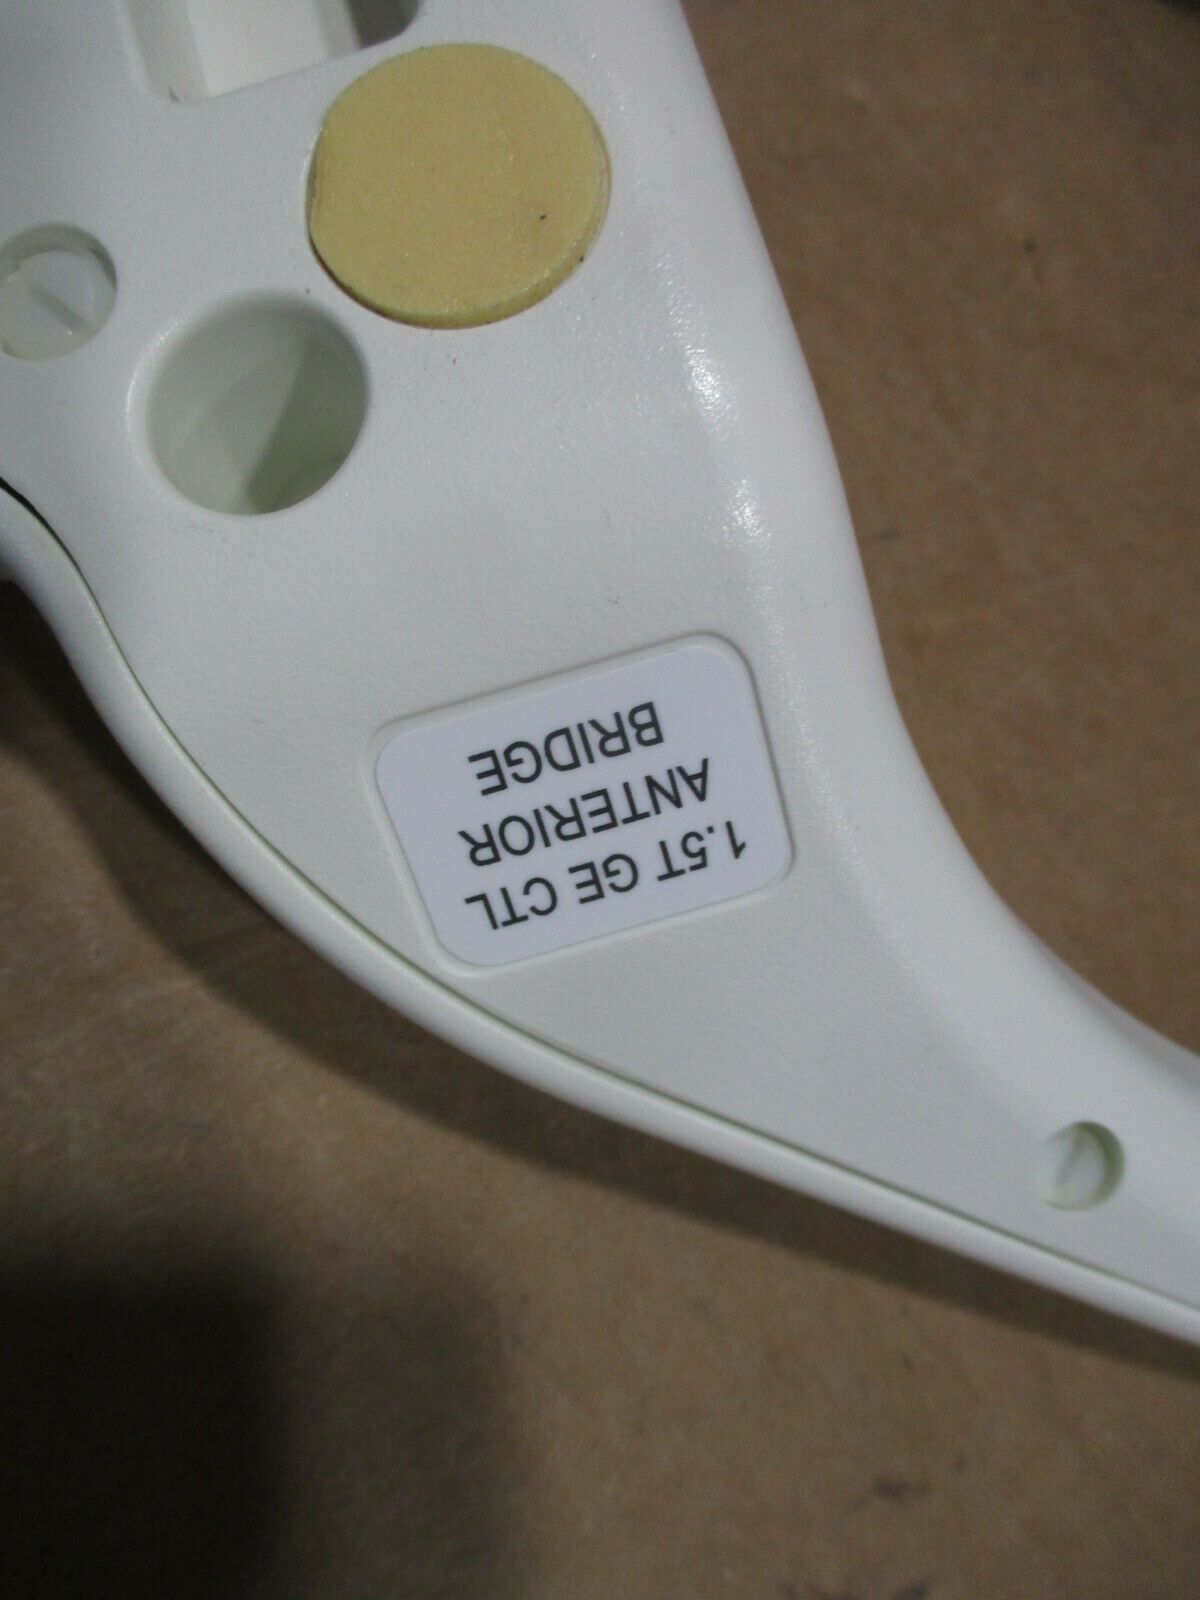 1.5T GE CTL
ANTERIOR
BRIDGE